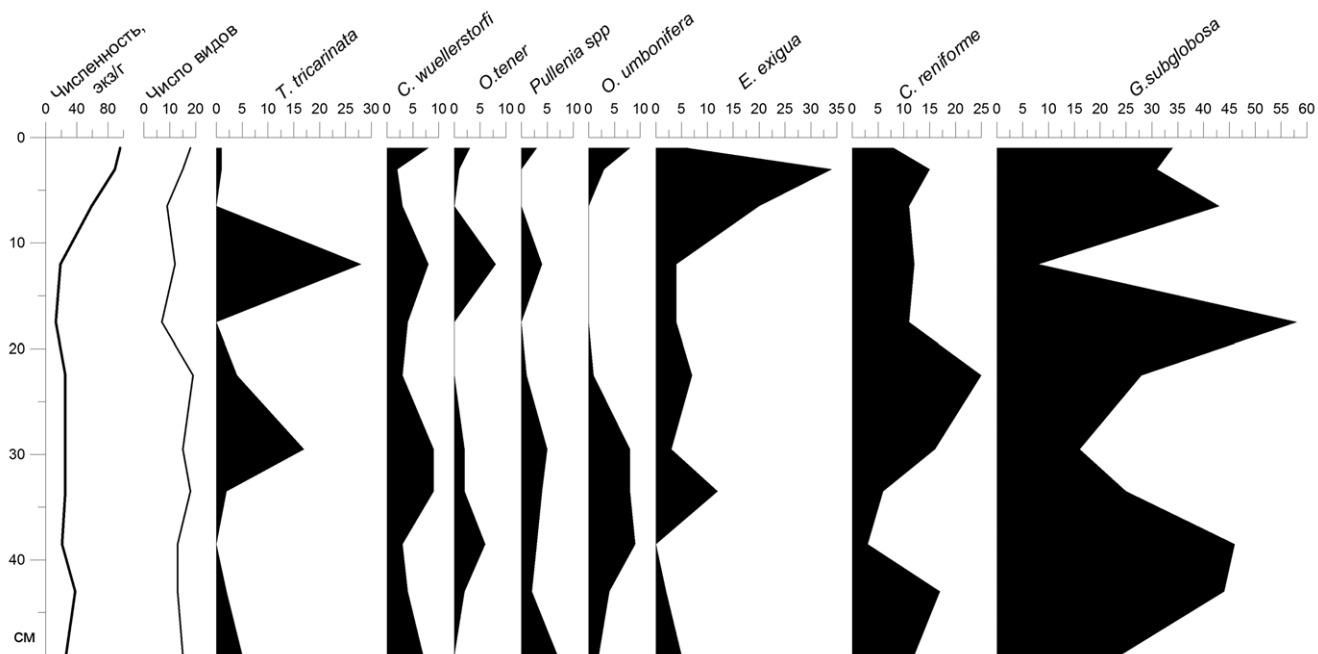 Численность,
экз/г
Число видов
T. tricarinata
C. wuellerstorfi
O.tener
Pullenia spp
O. umbonifera
E. exigua
C. reniforme
G.subglobosa
0 40 80
0 10 20
0 5 10 15 20 25 30
0 5 10
0 5 10
0 5 10
0 5 10
0 5 10 15 20 25 30 35
0 5 10 15 20 25
0 5 10 15 20 25 30 35 40 45 50 55 60
0
10
20
30
40
см